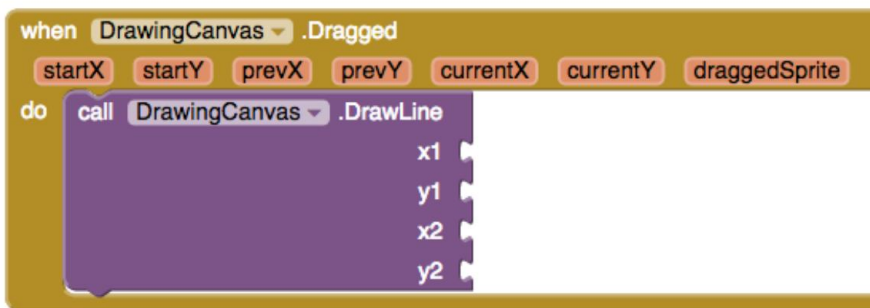 when DrawingCanvas .Dragged
startX startY prevX prevY currentX currentY draggedSprite
do call DrawingCanvas .DrawLine
x1
y1
x2
y2